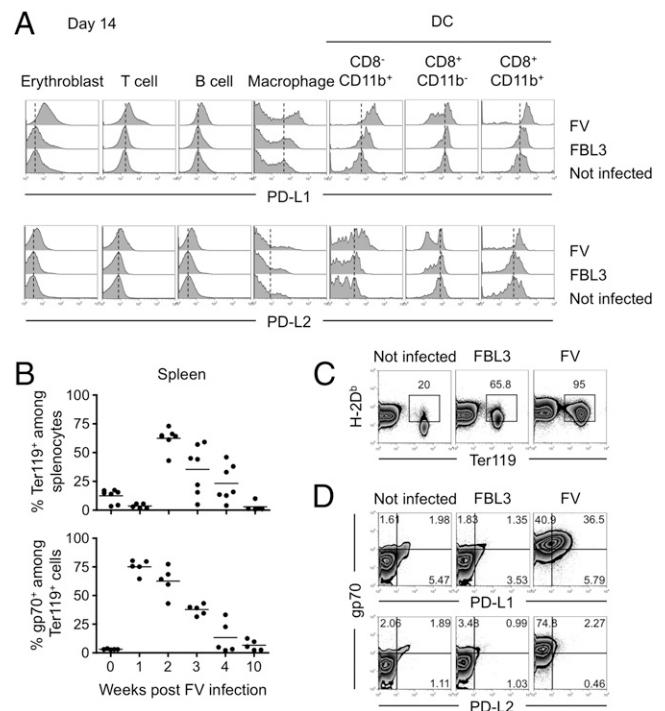 A
Day 14
DC
Erythroblast T cell B cell Macrophage CD8- CD11b+ CD8+ CD11b- CD8+ CD11b+
FV
FBL3
Not infected
PD-L1
FV
FBL3
Not infected
PD-L2
B
Spleen
% Ter119+ among splenocytes
100
75
50
25
0
% gp70+ among Ter119+ cells
100
75
50
25
0
0 1 2 3 4 10
Weeks post FV infection
C
Not infected FBL3 FV
H-2Db
20 65.8 95
Ter119
D
Not infected FBL3 FV
gp70
1.61 1.98 1.83 1.35 40.9 36.5
5.47 3.53 5.79
PD-L1
2.06 1.89 3.48 0.99 74.8 2.27
1.11 1.03 0.46
PD-L2